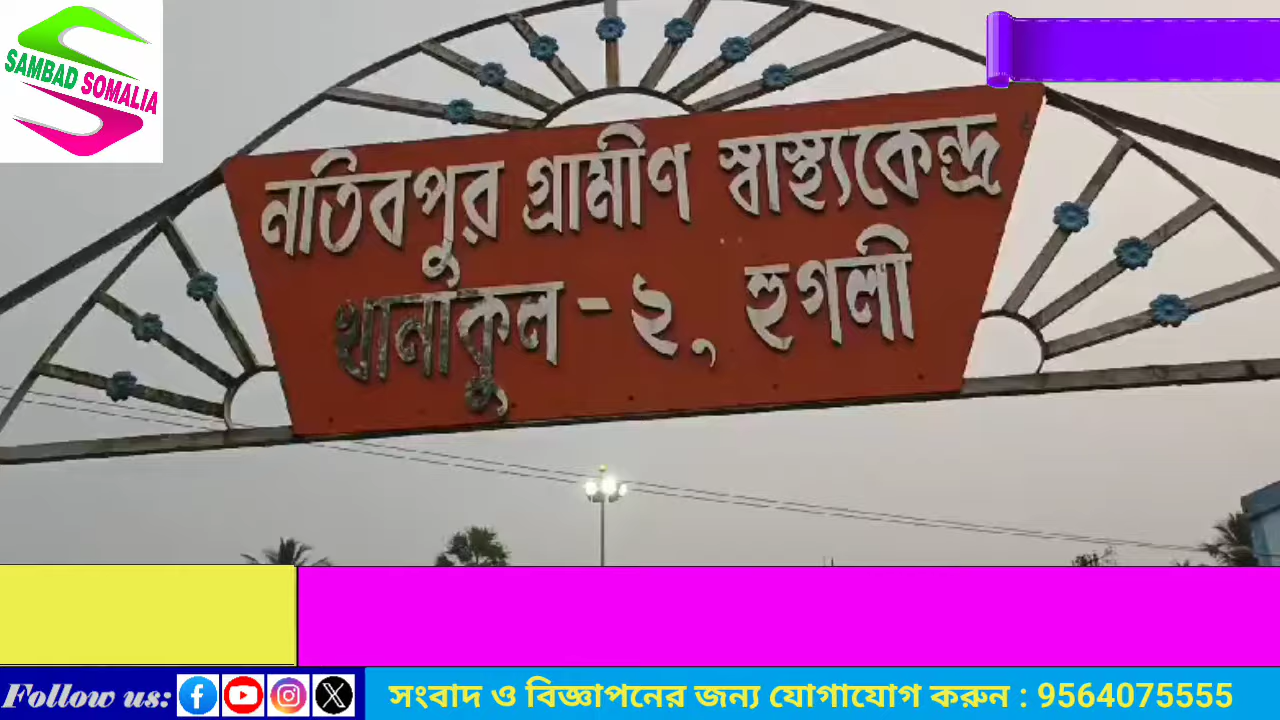 SAMBAD SOMALIA
নতিবপুর গ্রামীণ স্বাস্থ্যকেন্দ্র
খানাকুল - ২, হুগলী
Follow us:
সংবাদ ও বিজ্ঞাপনের জন্য যোগাযোগ করুন : 9564075555